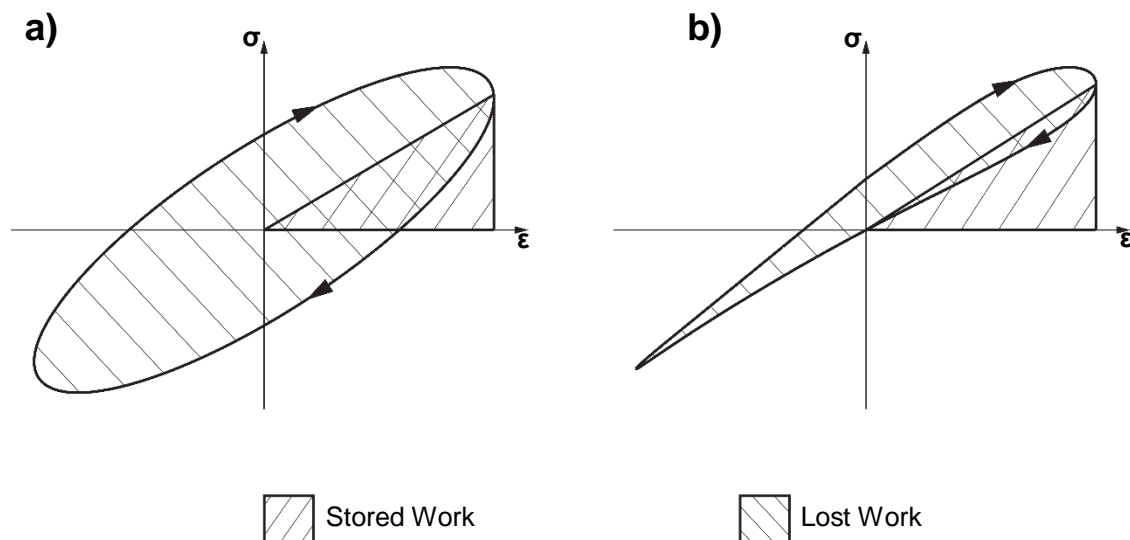 a)
σ
ε
b)
σ
ε
Stored Work
Lost Work